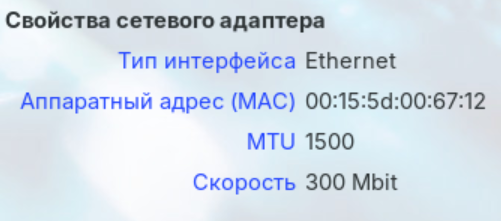 Свойства сетевого адаптера
Тип интерфейса Ethernet
Аппаратный адрес (MAC) 00:15:5d:00:67:12
MTU 1500
Скорость 300 Mbit